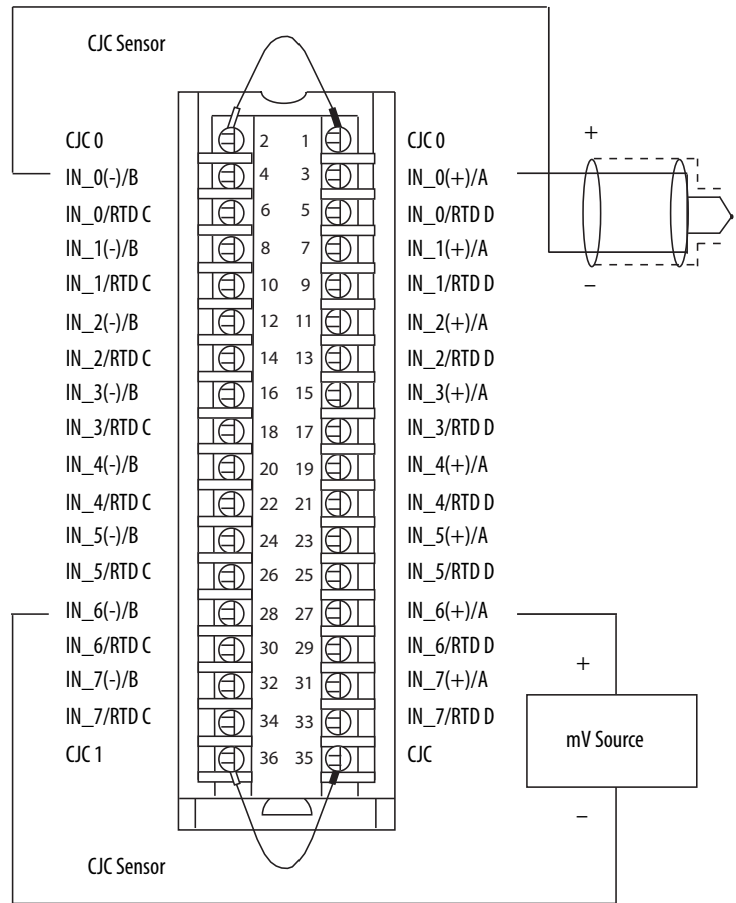 CJC Sensor
CJC 0 2 1 CJC 0
+
IN_0(-)/B 4 3 IN_0(+)/A
IN_0/RTD C 6 5 IN_0/RTD D
IN_1(-)/B 8 7 IN_1(+)/A
IN_1/RTD C 10 9 IN_1/RTD D
–
IN_2(-)/B 12 11 IN_2(+)/A
IN_2/RTD C 14 13 IN_2/RTD D
IN_3(-)/B 16 15 IN_3(+)/A
IN_3/RTD C 18 17 IN_3/RTD D
IN_4(-)/B 20 19 IN_4(+)/A
IN_4/RTD C 22 21 IN_4/RTD D
IN_5(-)/B 24 23 IN_5(+)/A
IN_5/RTD C 26 25 IN_5/RTD D
IN_6(-)/B 28 27 IN_6(+)/A
IN_6/RTD C 30 29 IN_6/RTD D
+
IN_7(-)/B 32 31 IN_7(+)/A
IN_7/RTD C 34 33 IN_7/RTD D
mV Source
CJC 1 36 35 CJC
–
CJC Sensor